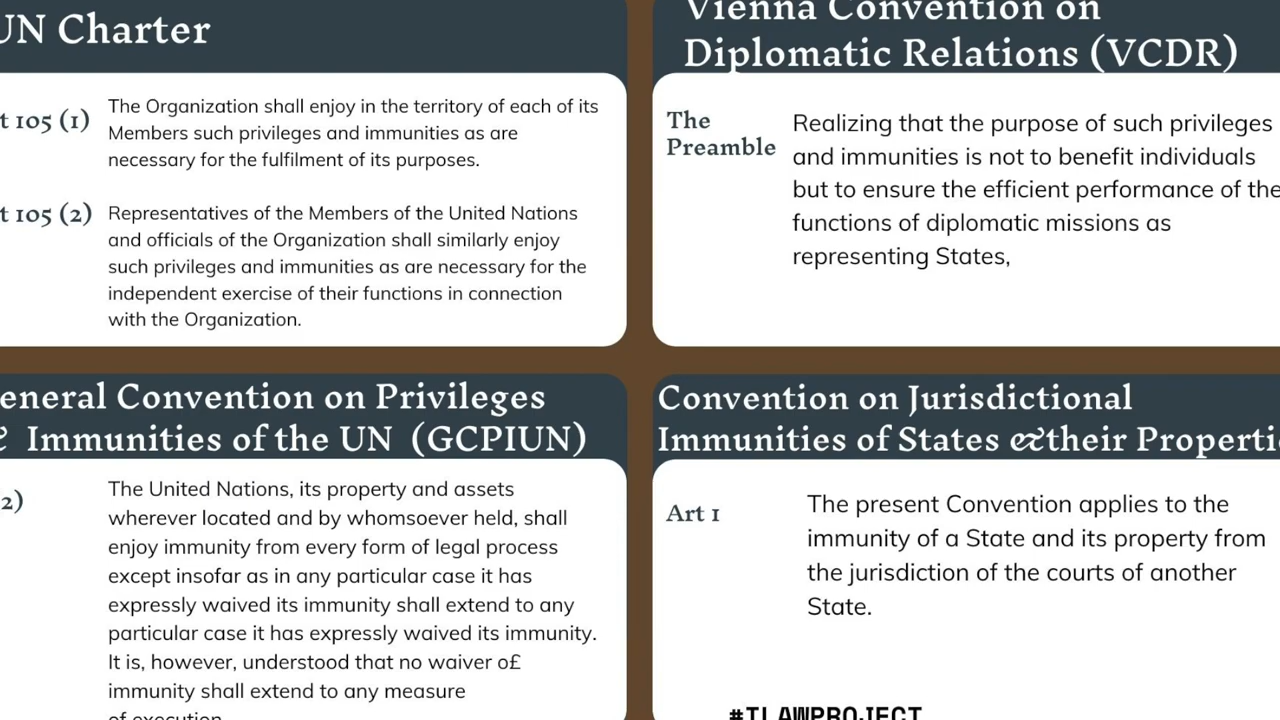 UN Charter
t 105 (1)
The Organization shall enjoy in the territory of each of its
Members such privileges and immunities as are
necessary for the fulfilment of its purposes.
t 105 (2)
Representatives of the Members of the United Nations
and officials of the Organization shall similarly enjoy
such privileges and immunities as are necessary for the
independent exercise of their functions in connection
with the Organization.
Vienna Convention on
Diplomatic Relations (VCDR)
The
Preamble
Realizing that the purpose of such privileges
and immunities is not to benefit individuals
but to ensure the efficient performance of the
functions of diplomatic missions as
representing States,
eneral Convention on Privileges
& Immunities of the UN (GCPIUN)
2)
The United Nations, its property and assets
wherever located and by whomsoever held, shall
enjoy immunity from every form of legal process
except insofar as in any particular case it has
expressly waived its immunity shall extend to any
particular case it has expressly waived its immunity.
It is, however, understood that no waiver o£
immunity shall extend to any measure
of execution
Convention on Jurisdictional
Immunities of States &their Properti
Art 1
The present Convention applies to the
immunity of a State and its property from
the jurisdiction of the courts of another
State.
#ILAWPROJECT